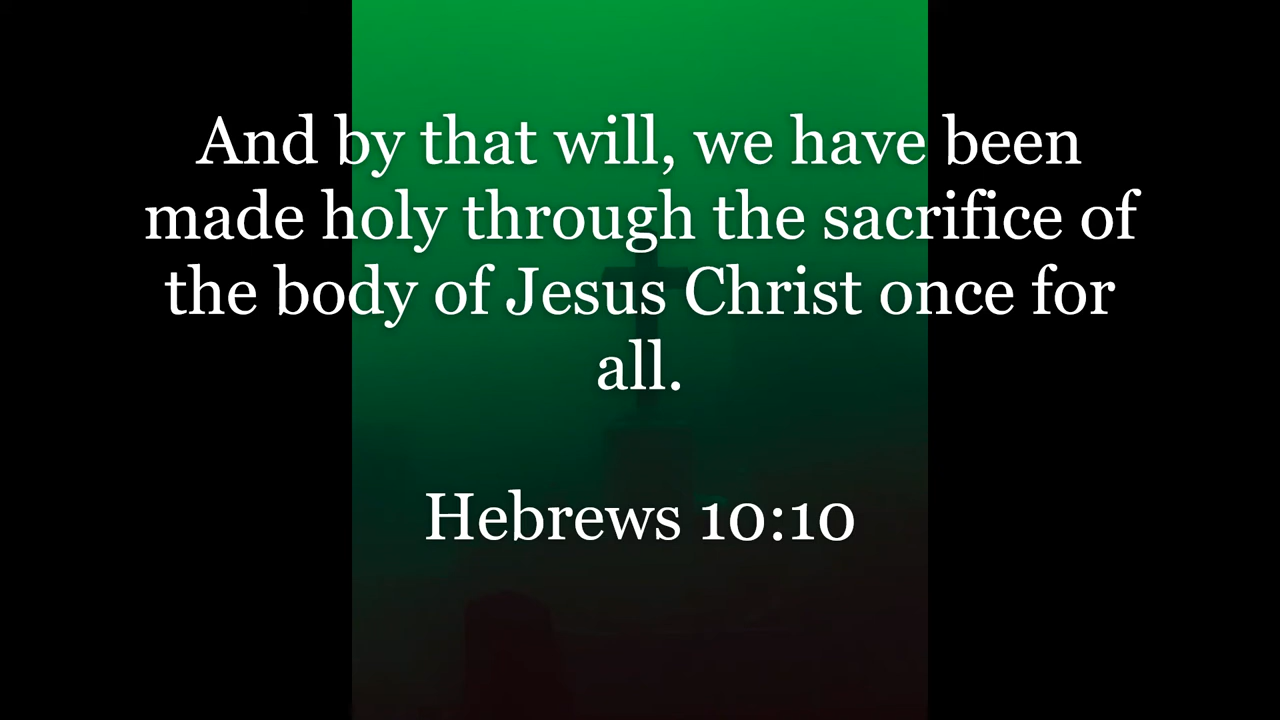 And by that will, we have been
made holy through the sacrifice of
the body of Jesus Christ once for
all.
Hebrews 10:10